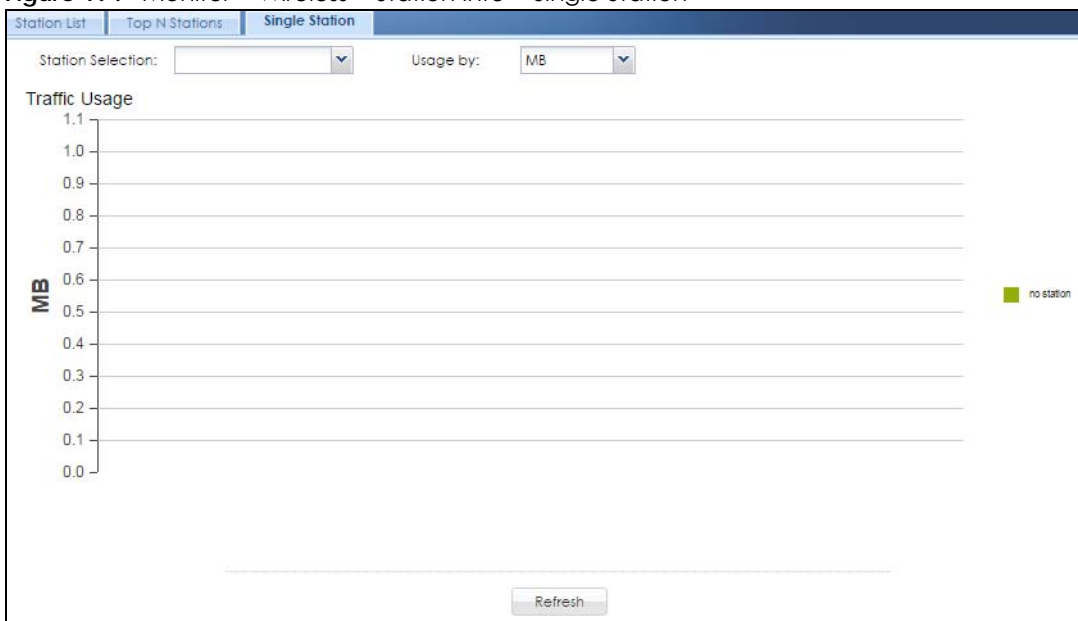 Station List Top N Stations Single Station
Station Selection: Usage by: MB
Traffic Usage
1.1
1.0
0.9
0.8
0.7
0.6
0.5
0.4
0.3
0.2
0.1
0.0
MB
no station
Refresh